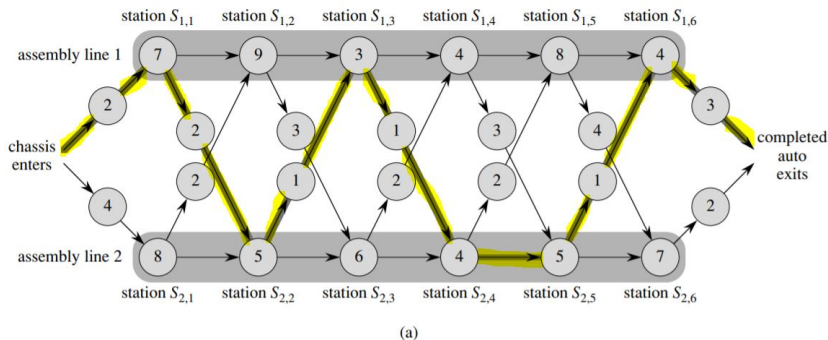 station S1,1 station S1,2 station S1,3 station S1,4 station S1,5 station S1,6
assembly line 1 7 9 3 4 8 4
2 3
2 3 1 3 4
chassis enters
completed auto exits
2 1 2 2 1
4 2
assembly line 2 8 5 6 4 5 7
station S2,1 station S2,2 station S2,3 station S2,4 station S2,5 station S2,6
(a)